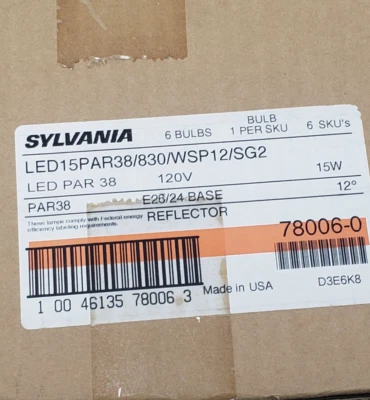 SYLVANIA 6 BULBS BULB 1 PER SKU 6 SKU's
LED15PAR38/830/WSP12/SG2
LED PAR 38 120V 15W
PAR38 E26/24 BASE 12°
These lamps comply with Federal energy efficiency labeling requirements.
REFLECTOR
78006-0
Made in USA D3E6K8
1 00 46135 78006 3